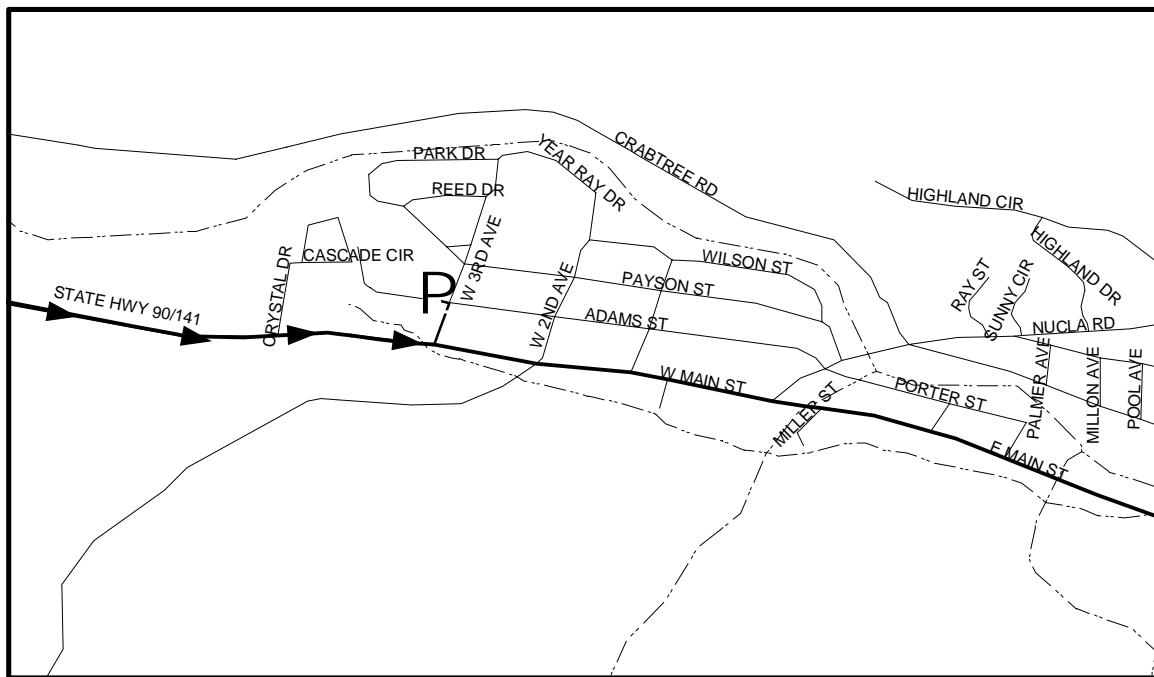 CRABTREE RD
YEAR RAY DR
PARK DR
REED DR
HIGHLAND CIR
HIGHLAND DR
CASCADE CIR
CRYSTAL DR
W 3RD AVE
WILSON ST
PAYSON ST
P
W 2ND AVE
ADAMS ST
RAY ST
SUNNY CIR
STATE HWY 90/141
NUCLA RD
W MAIN ST
PORTER ST
MILLER ST
PALMER AVE
MILLON AVE
POOL AVE
E MAIN ST